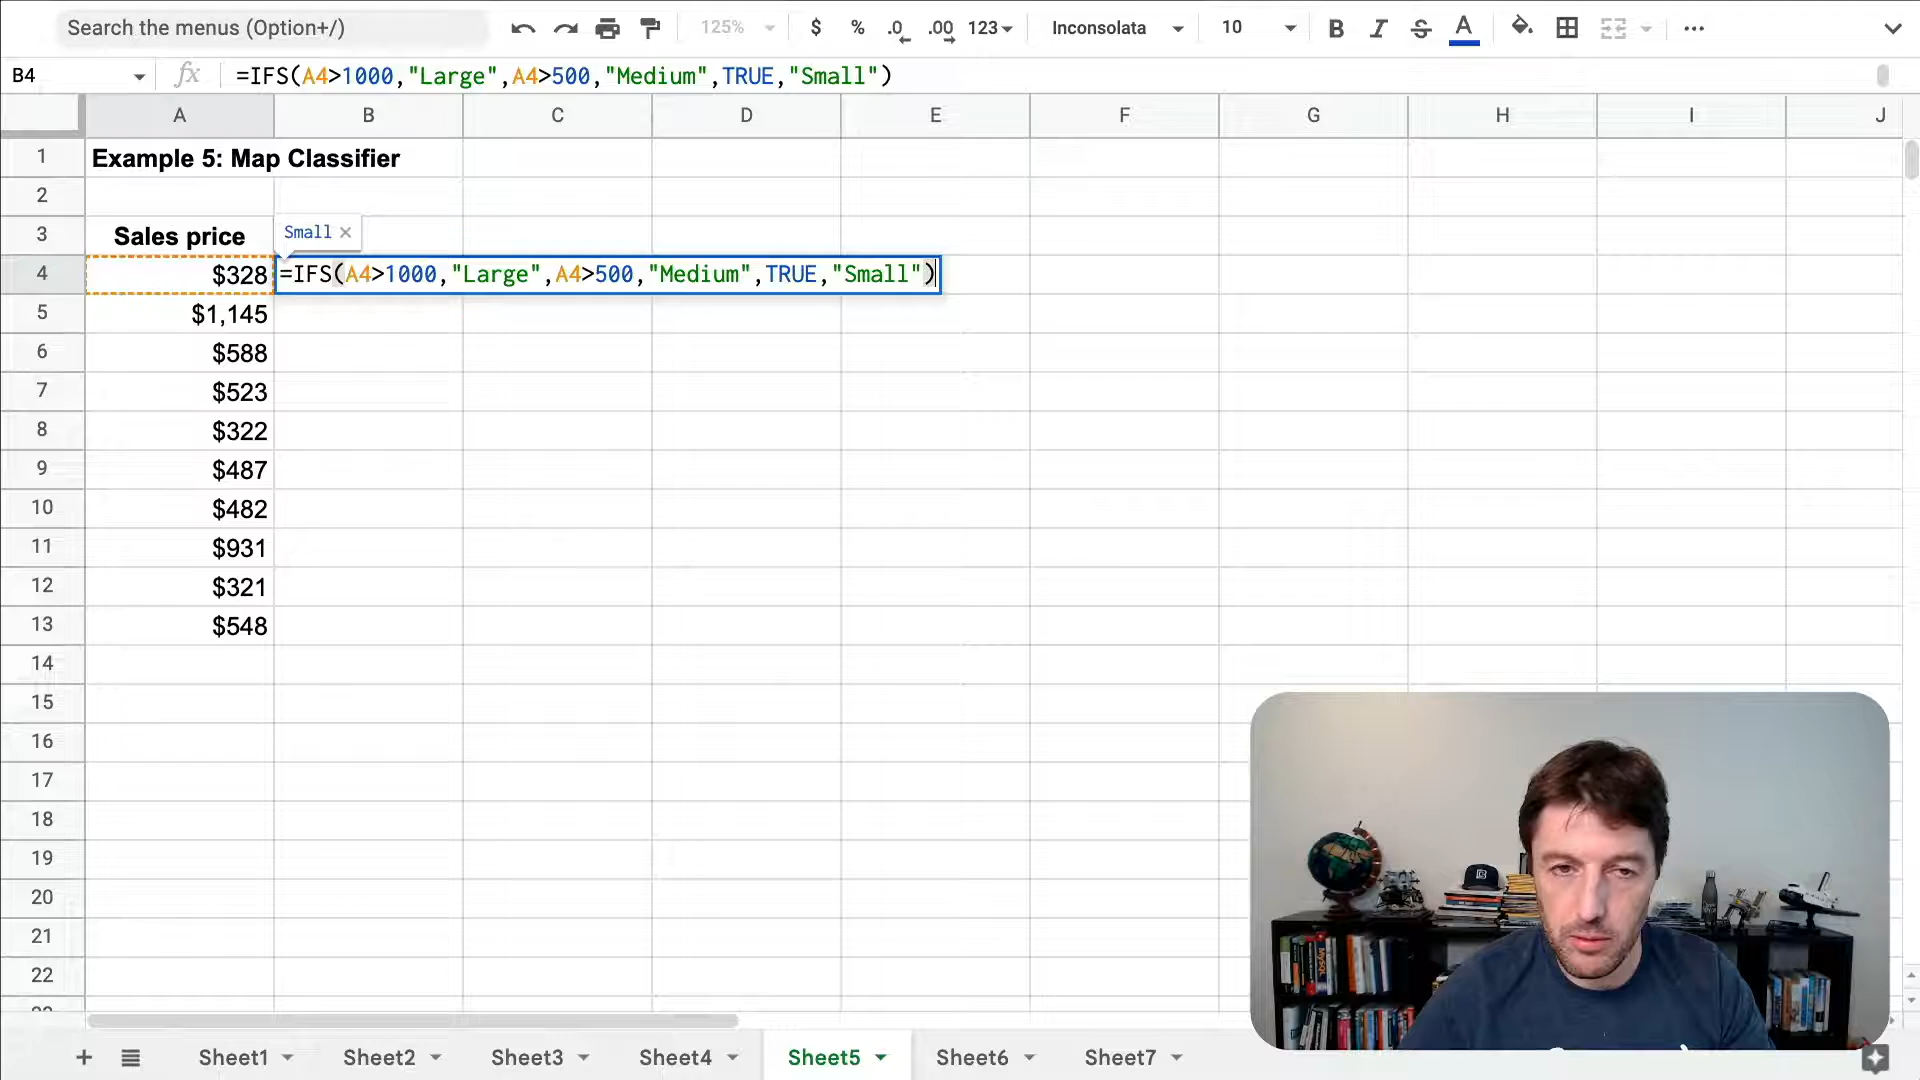 Search the menus (Option+/)
125%
$ % .0 .00 123
Inconsolata
10
B I S A
B4
fx
=IFS(A4>1000,"Large",A4>500,"Medium",TRUE,"Small")
A B C D E F G H I J
1 Example 5: Map Classifier
2
3 Sales price
Small ×
4 $328 =IFS(A4>1000,"Large",A4>500,"Medium",TRUE,"Small")
5 $1,145
6 $588
7 $523
8 $322
9 $487
10 $482
11 $931
12 $321
13 $548
14
15
16
17
18
19
20
21
22
MySQL
+ Sheet1 Sheet2 Sheet3 Sheet4 Sheet5 Sheet6 Sheet7